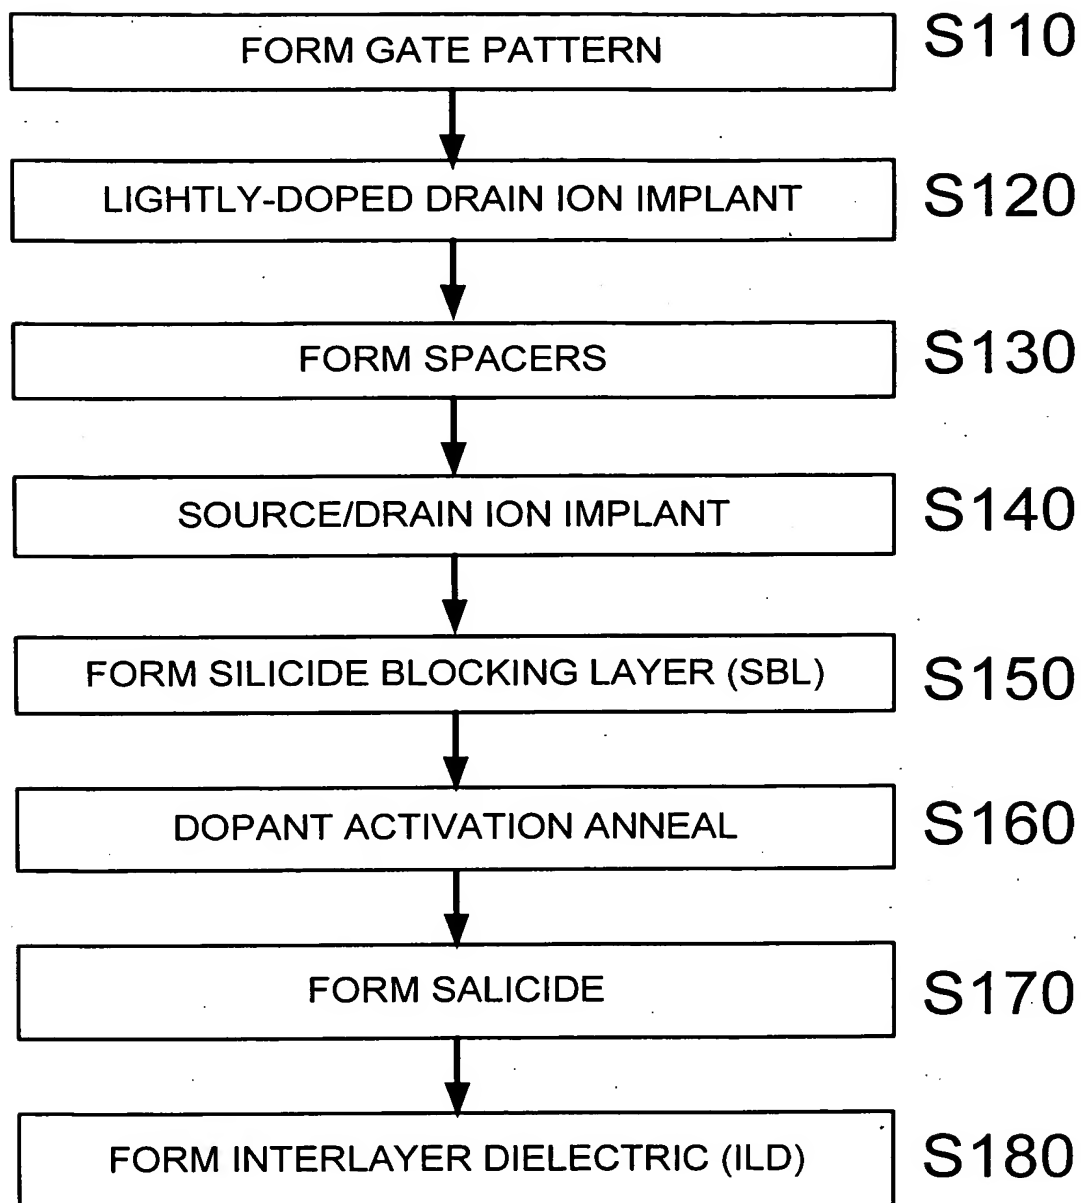 FORM GATE PATTERN S110
LIGHTLY-DOPED DRAIN ION IMPLANT S120
FORM SPACERS S130
SOURCE/DRAIN ION IMPLANT S140
FORM SILICIDE BLOCKING LAYER (SBL) S150
DOPANT ACTIVATION ANNEAL S160
FORM SALICIDE S170
FORM INTERLAYER DIELECTRIC (ILD) S180